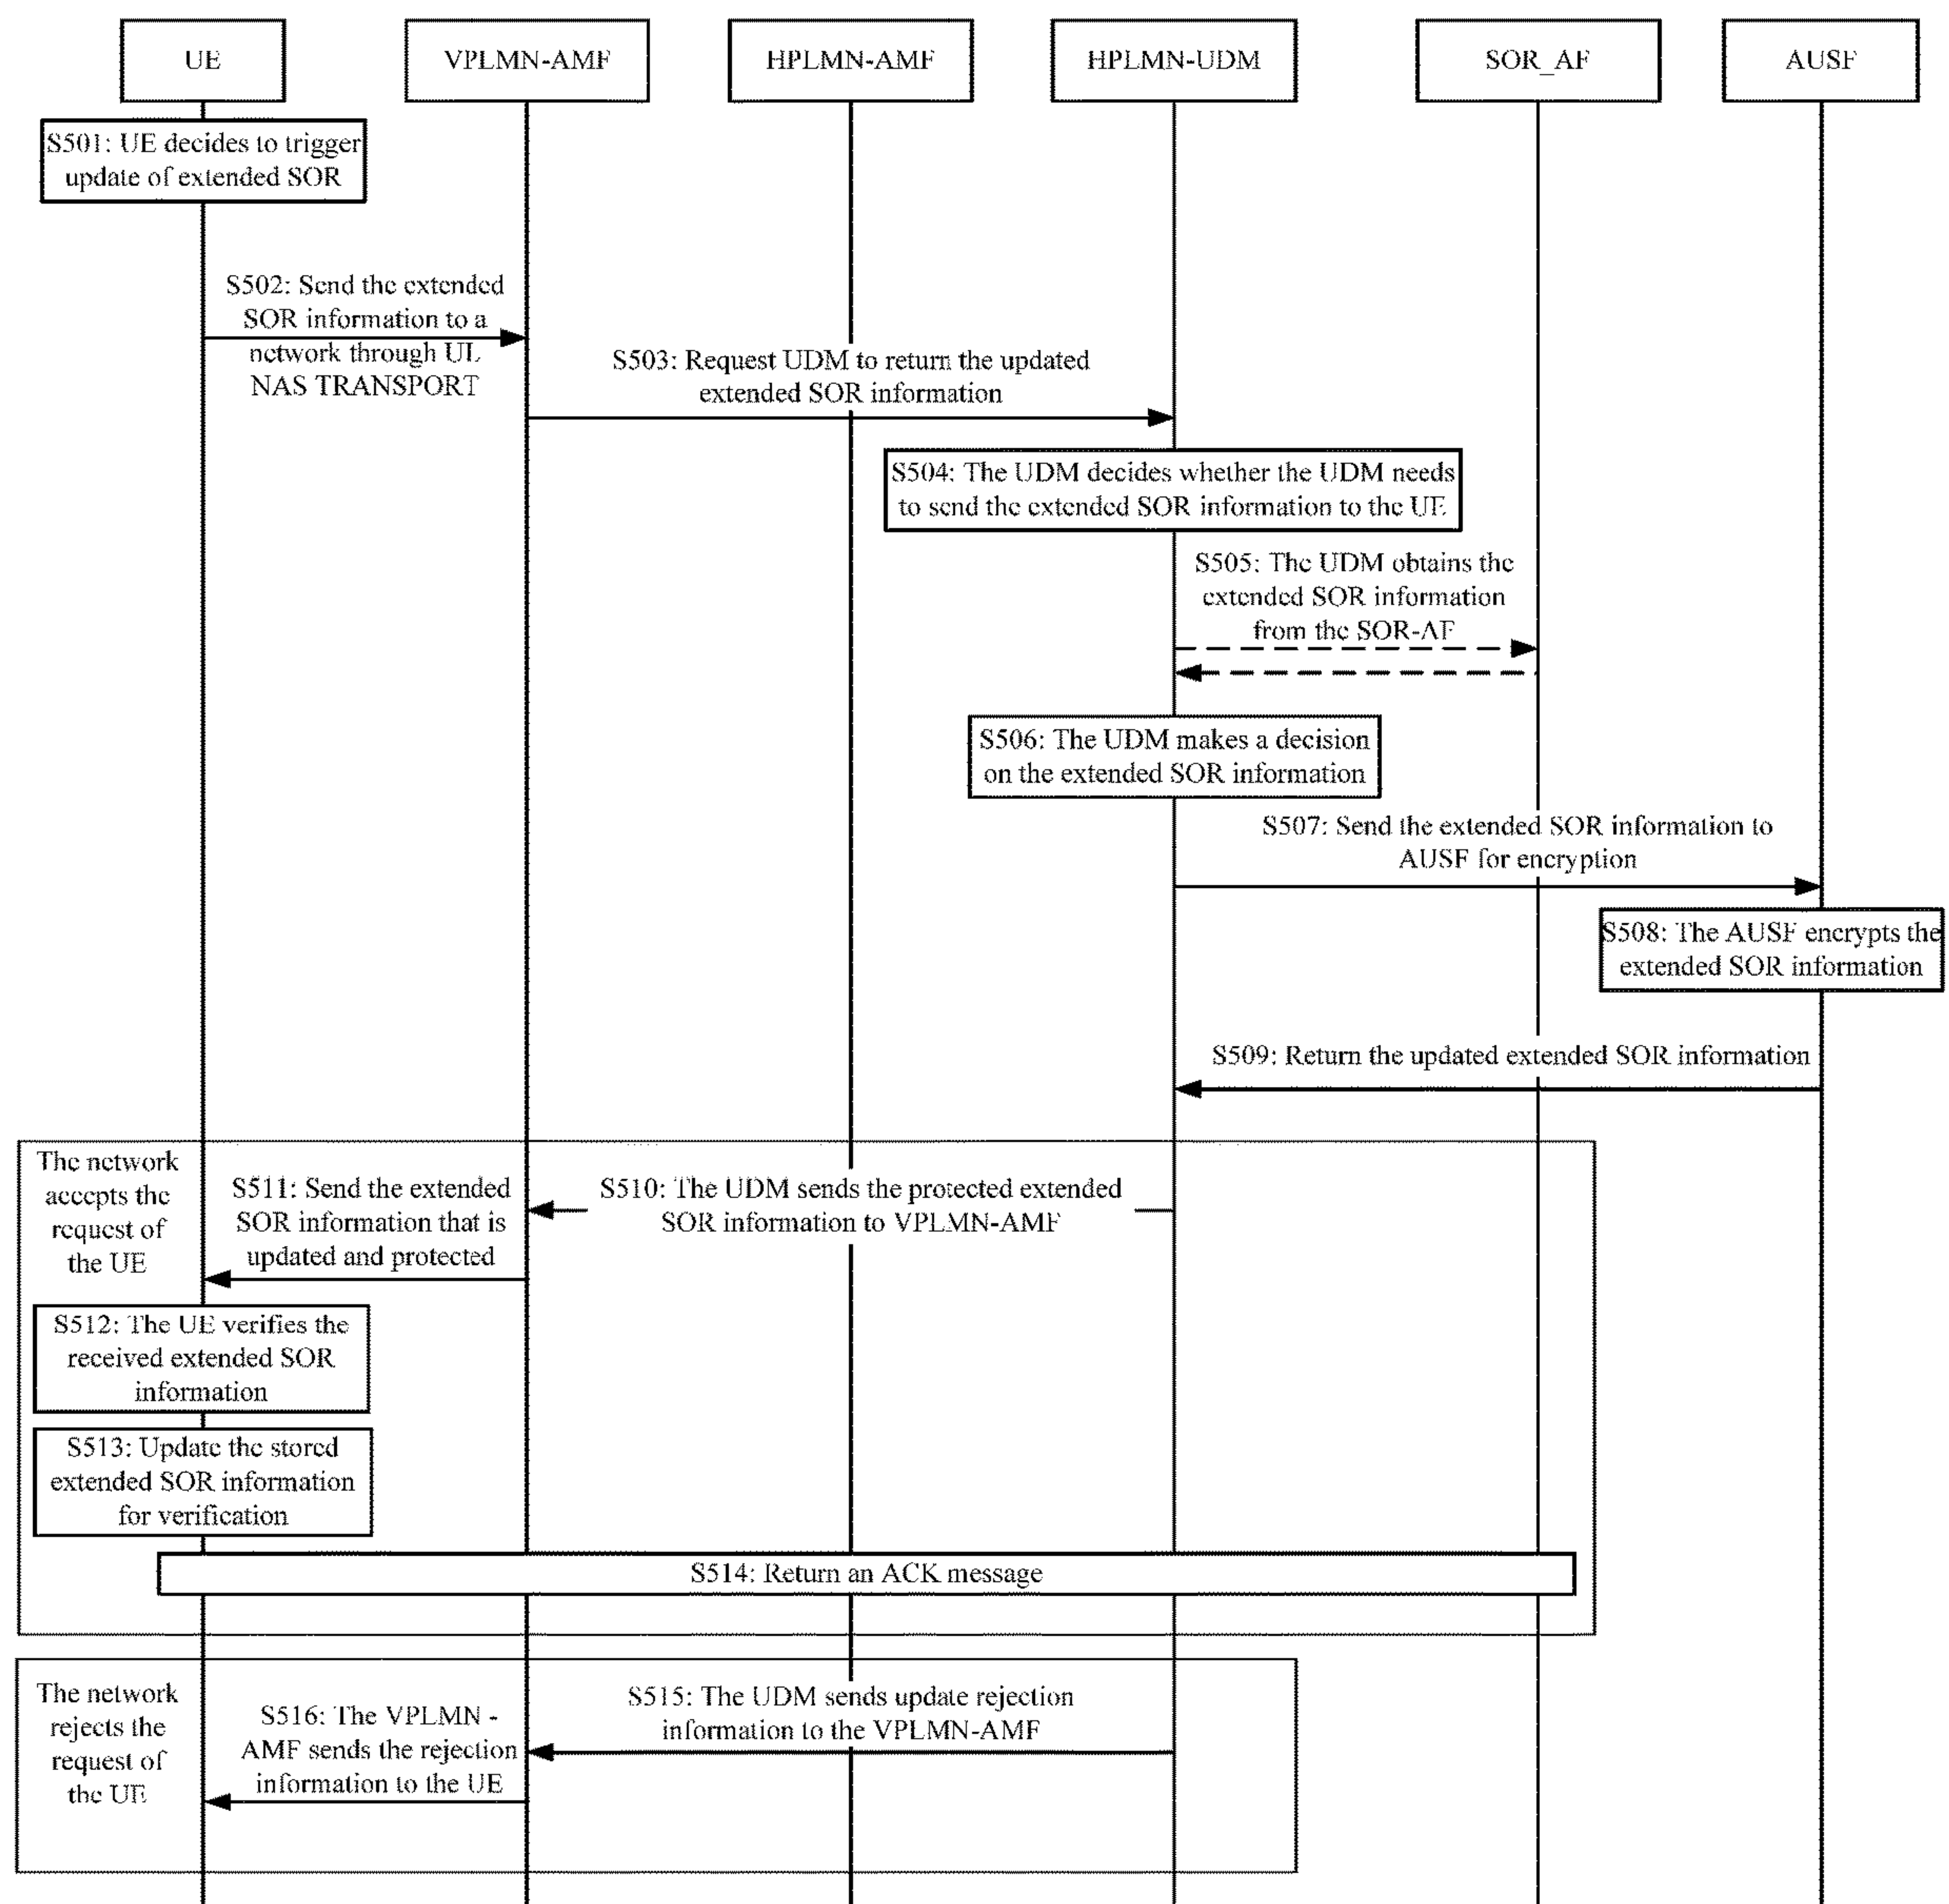 UE
VPLMN-AMF
HPLMN-AMF
HPLMN-UDM
SOR_AF
AUSF
S501: UE decides to trigger
update of extended SOR
S502: Send the extended
SOR information to a
network through UL
NAS TRANSPORT
S503: Request UDM to return the updated
extended SOR information
S504: The UDM decides whether the UDM needs
to send the extended SOR information to the UE
S505: The UDM obtains the
extended SOR information
from the SOR-AF
S506: The UDM makes a decision
on the extended SOR information
S507: Send the extended SOR information to
AUSF for encryption
S508: The AUSF encrypts the
extended SOR information
S509: Return the updated extended SOR information
The network
accepts the
request of
the UE
S511: Send the extended
SOR information that is
updated and protected
S510: The UDM sends the protected extended
SOR information to VPLMN-AMF
S512: The UE verifies the
received extended SOR
information
S513: Update the stored
extended SOR information
for verification
S514: Return an ACK message
The network
rejects the
request of
the UE
S516: The VPLMN -
AMF sends the rejection
information to the UE
S515: The UDM sends update rejection
information to the VPLMN-AMF